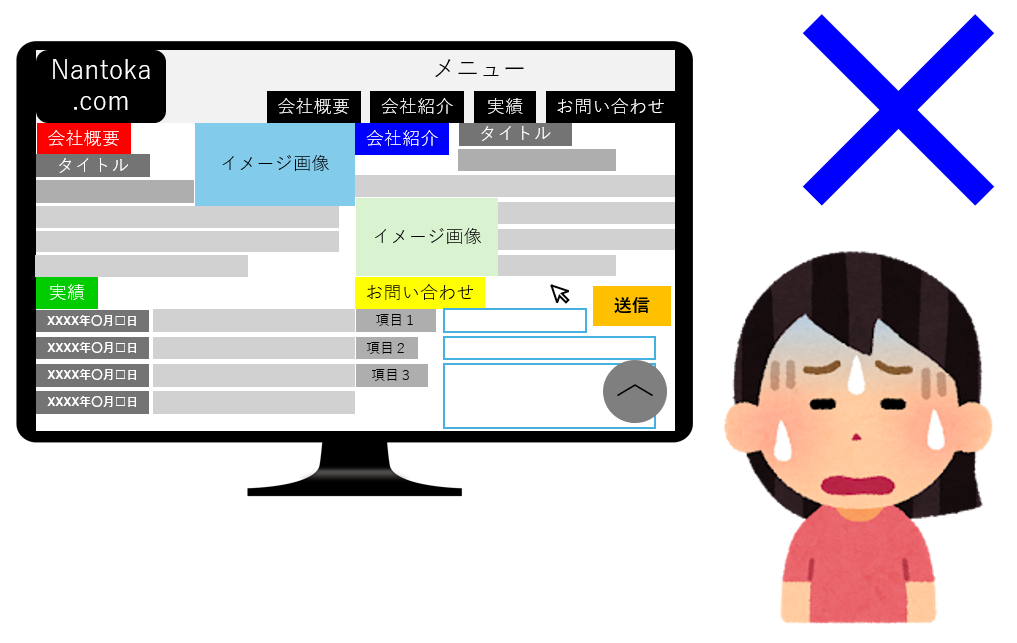 Nantoka
.com
メニュー
会社概要
会社紹介
実績
お問い合わせ
会社概要
タイトル
イメージ画像
会社紹介
タイトル
イメージ画像
実績
XXXX年〇月□日
XXXX年〇月□日
XXXX年〇月□日
XXXX年〇月□日
お問い合わせ
送信
項目１
項目２
項目３